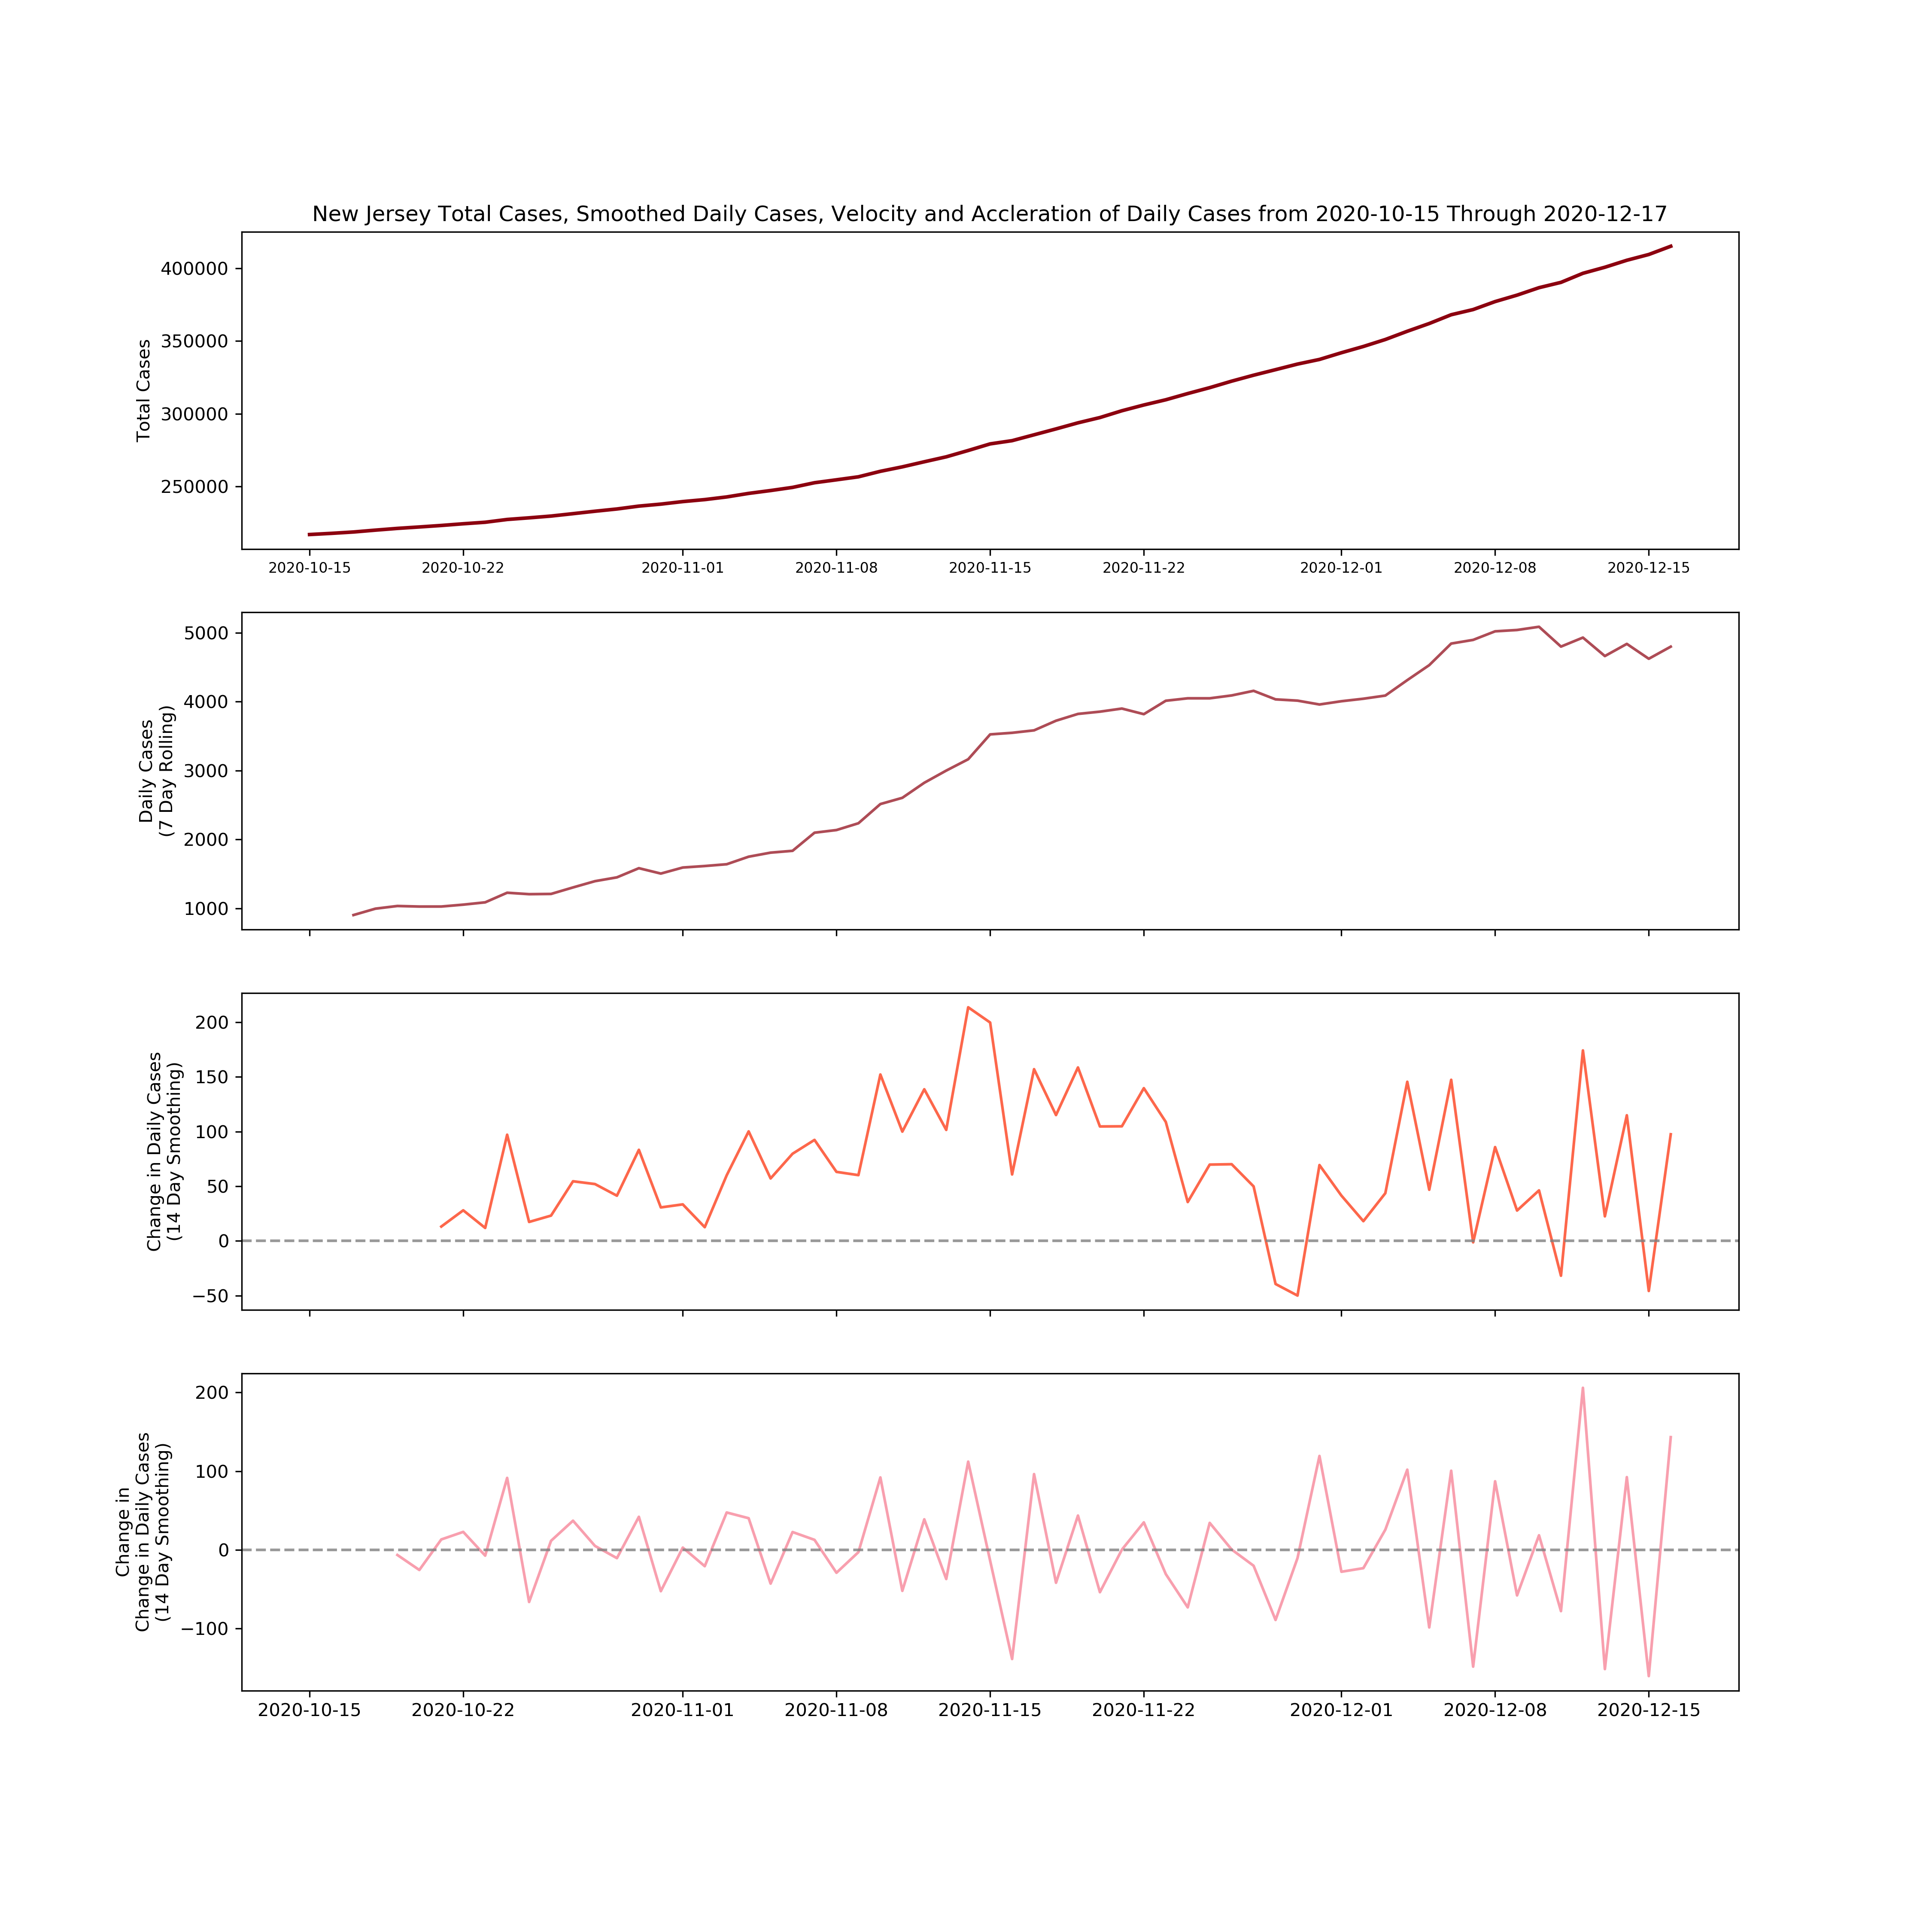 New Jersey Total Cases, Smoothed Daily Cases, Velocity and Accleration of Daily Cases from 2020-10-15 Through 2020-12-17
Total Cases
400000
350000
300000
250000
2020-10-15 2020-10-22 2020-11-01 2020-11-08 2020-11-15 2020-11-22 2020-12-01 2020-12-08 2020-12-15
Daily Cases
(7 Day Rolling)
5000
4000
3000
2000
1000
Change in Daily Cases
(14 Day Smoothing)
200
150
100
50
0
−50
Change in
Change in Daily Cases
(14 Day Smoothing)
200
100
0
−100
2020-10-15 2020-10-22 2020-11-01 2020-11-08 2020-11-15 2020-11-22 2020-12-01 2020-12-08 2020-12-15